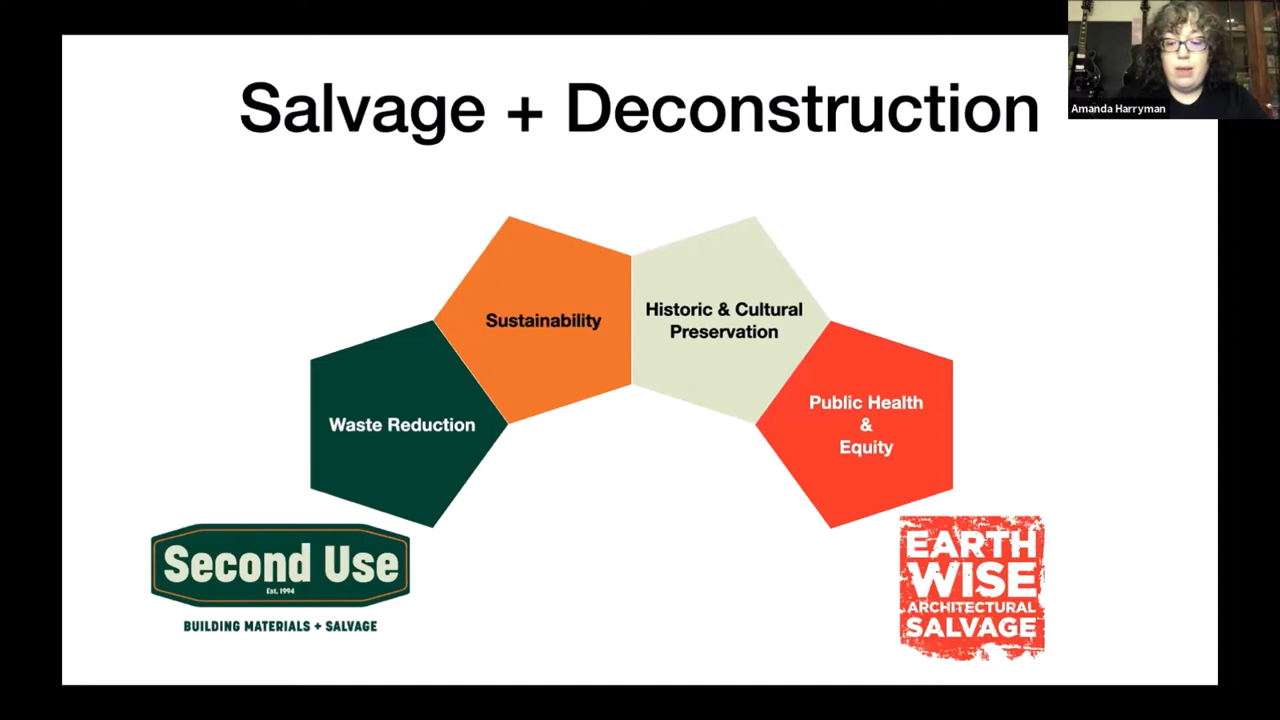 Salvage + Deconstruction
Amanda Harryman
Sustainability
Historic & Cultural
Preservation
Waste Reduction
Public Health
&
Equity
Second Use
Est. 1994
BUILDING MATERIALS + SALVAGE
EARTH
WISE
ARCHITECTURAL
SALVAGE